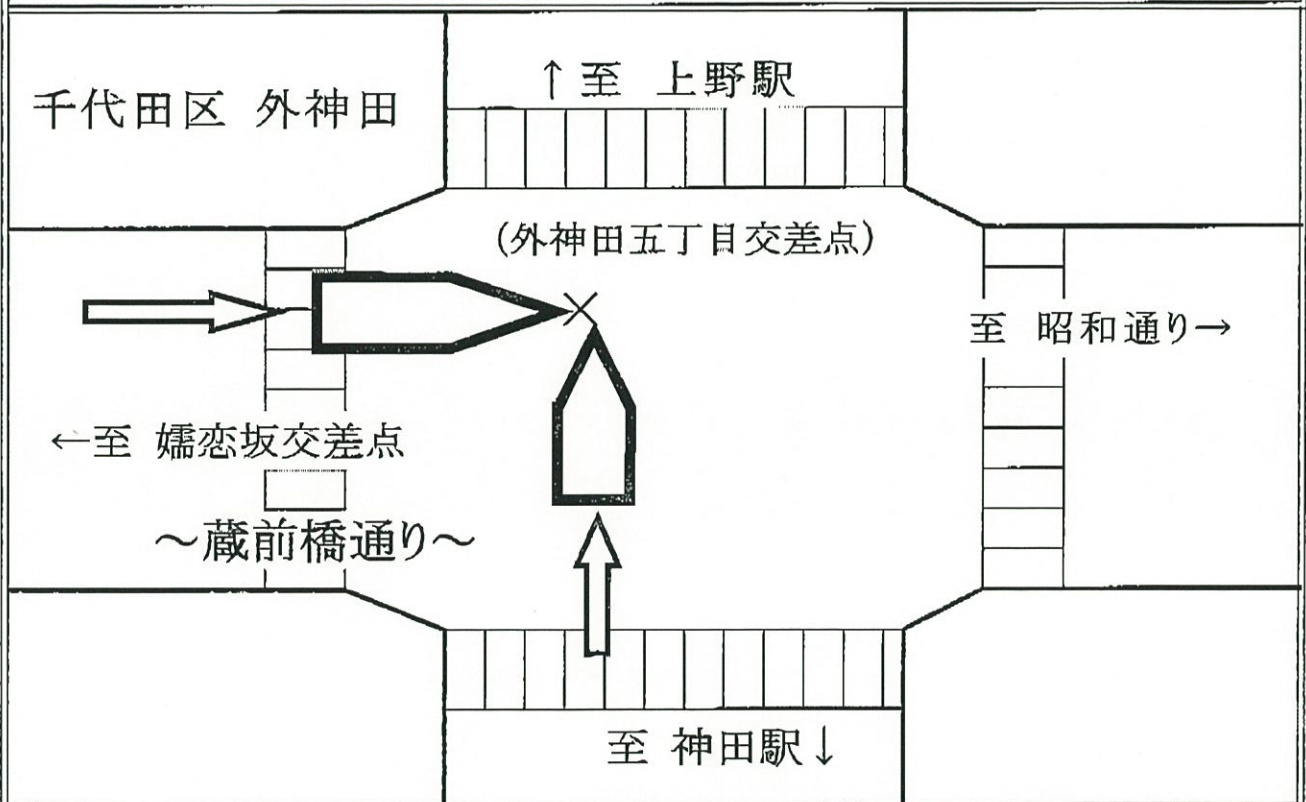 ↑至 上野駅
千代田区 外神田
(外神田五丁目交差点)
至 昭和通り→
←至 嬬恋坂交差点
～蔵前橋通り～
至 神田駅↓